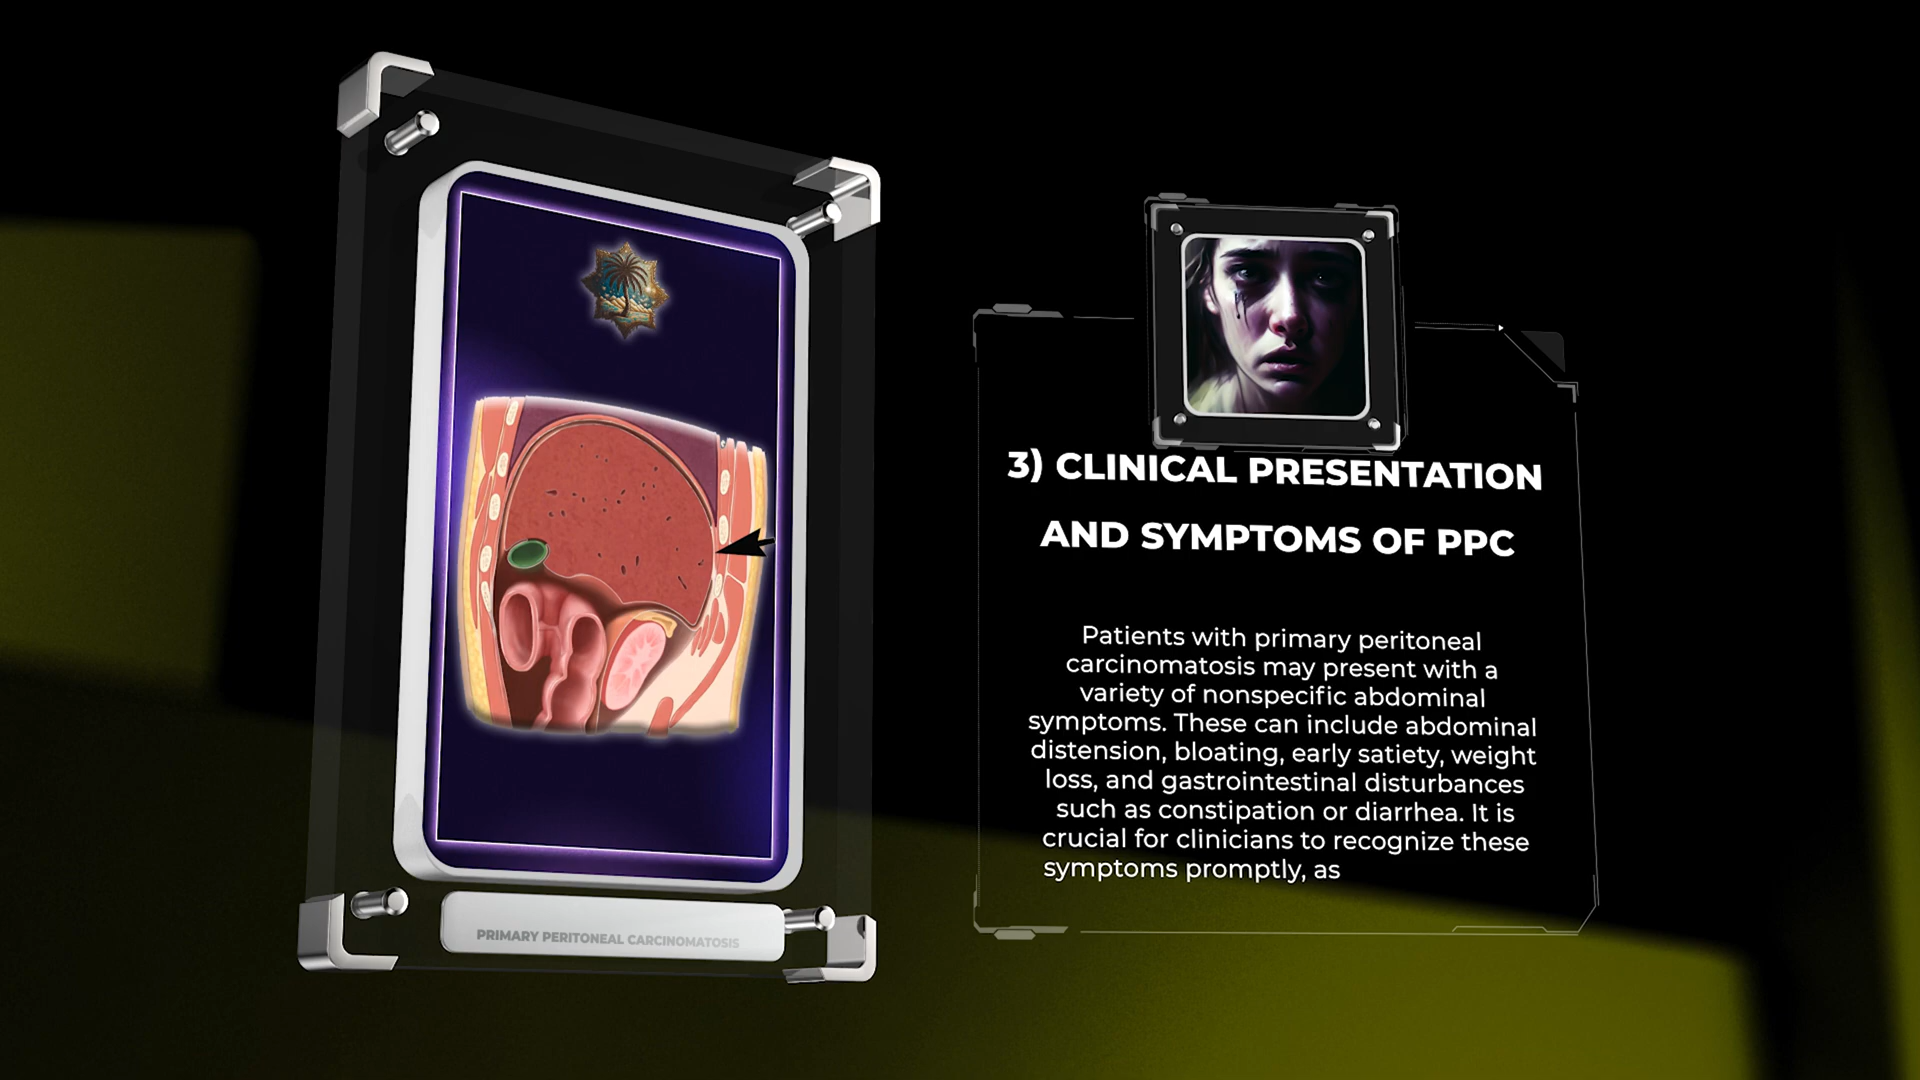 3) CLINICAL PRESENTATION
AND SYMPTOMS OF PPC
Patients with primary peritoneal
carcinomatosis may present with a
variety of nonspecific abdominal
symptoms. These can include abdominal
distension, bloating, early satiety, weight
loss, and gastrointestinal disturbances
such as constipation or diarrhea. It is
crucial for clinicians to recognize these
symptoms promptly, as
PRIMARY PERITONEAL CARCINOMATOSIS